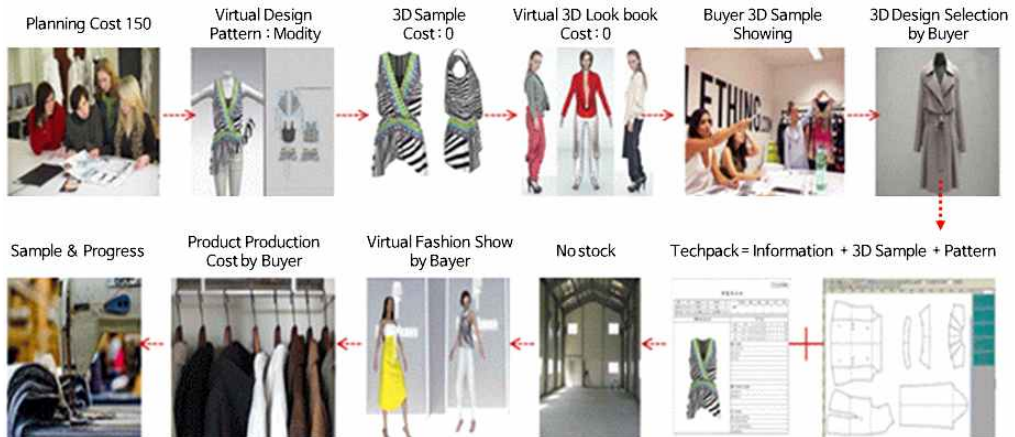 Planning Cost 150
Virtual Design
Pattern : Modity
3D Sample
Cost : 0
Virtual 3D Look book
Cost : 0
Buyer 3D Sample
Showing
3D Design Selection
by Buyer
LETHING
Sample & Progress
Product Production
Cost by Buyer
Virtual Fashion Show
by Bayer
No stock
Techpack = Information + 3D Sample + Pattern